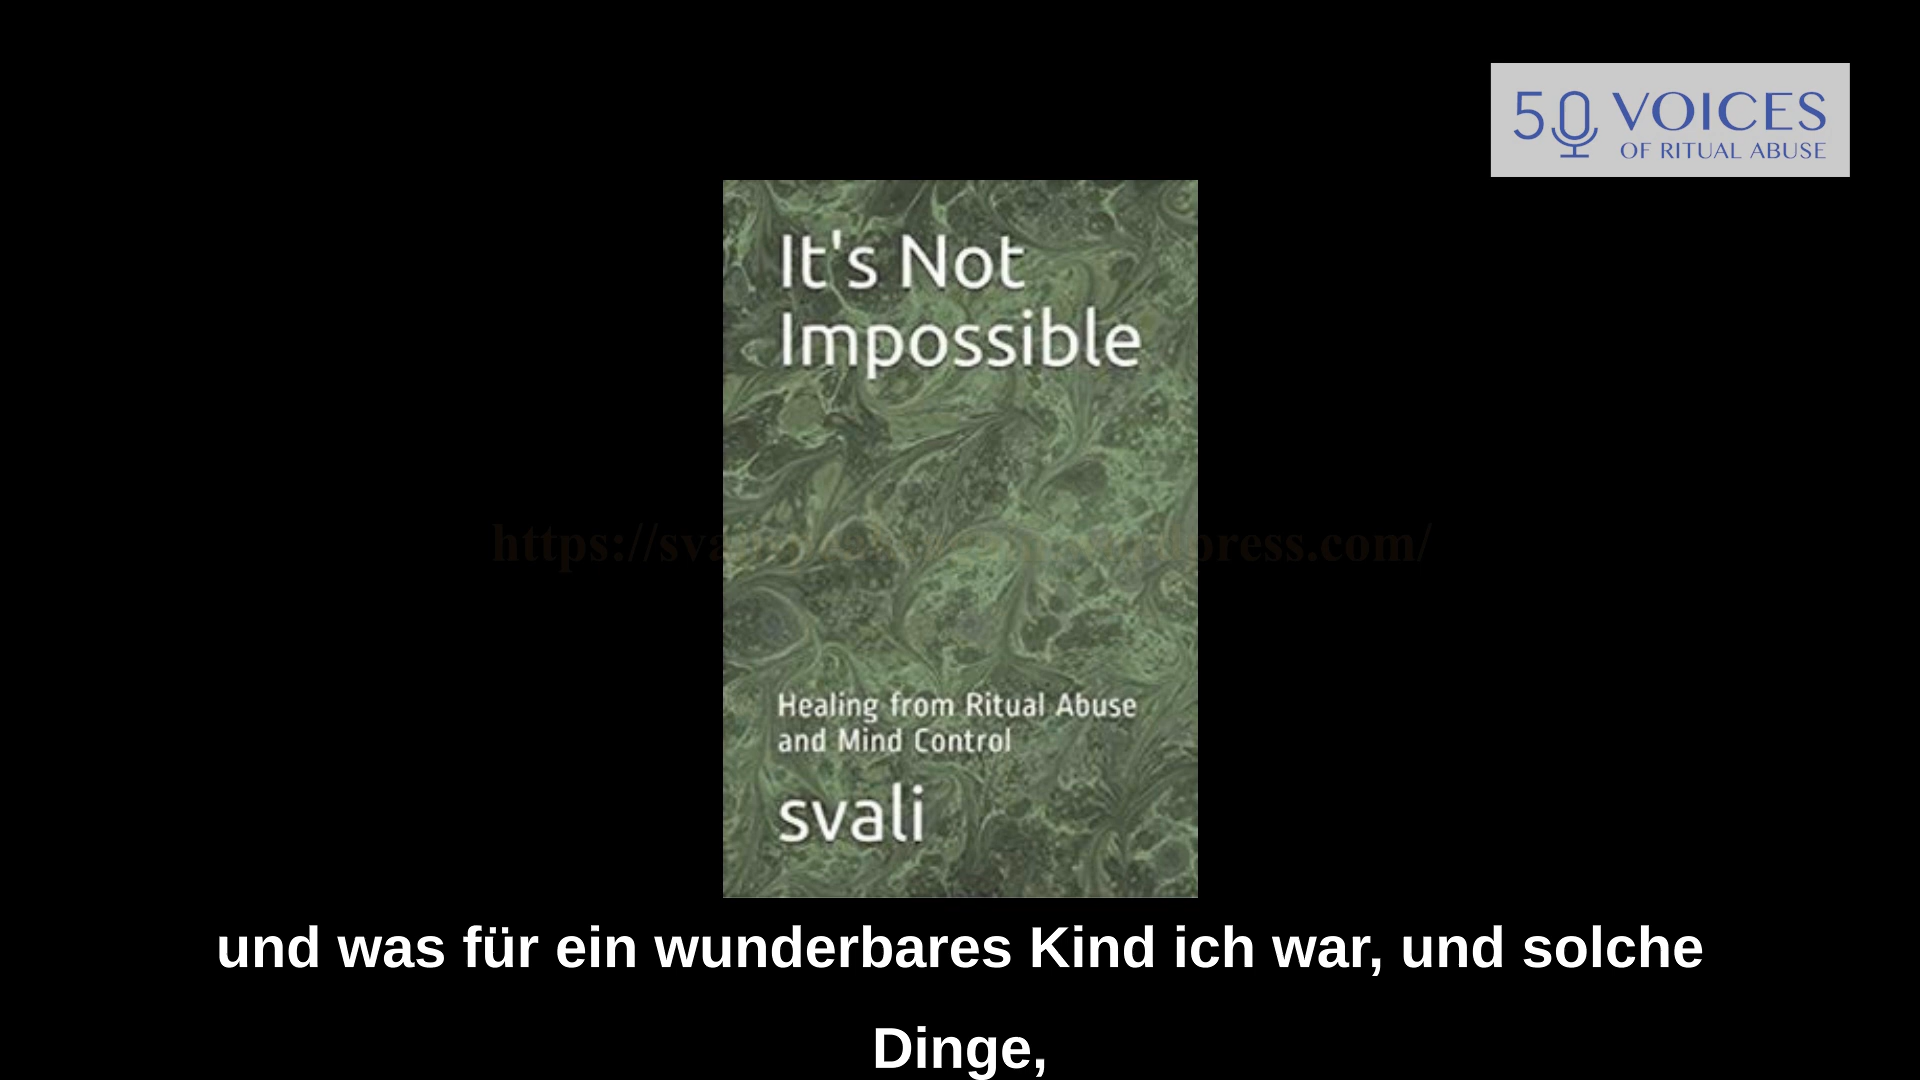 50 VOICES
OF RITUAL ABUSE
It's Not
Impossible
Healing from Ritual Abuse
and Mind Control
svali
und was für ein wunderbares Kind ich war, und solche
Dinge,